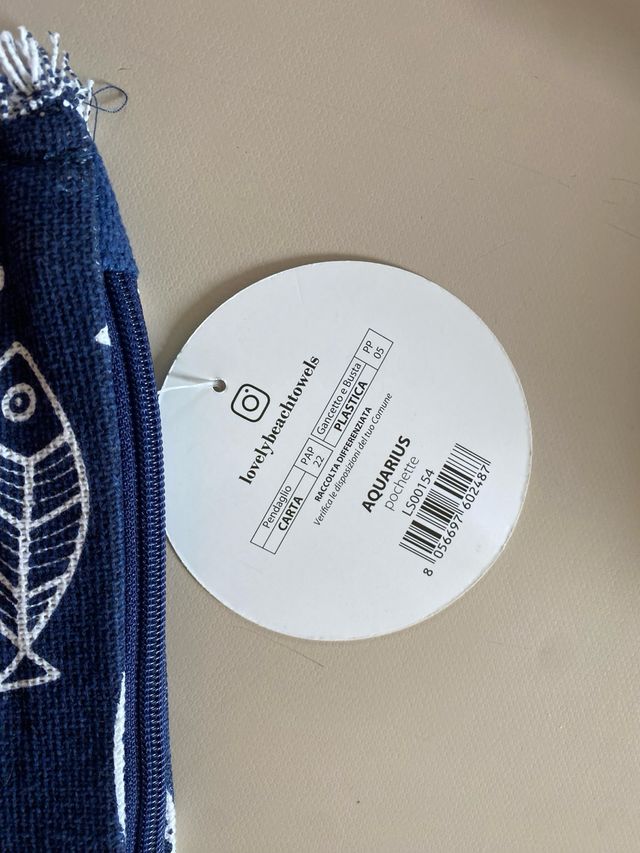 lovelybeachtowels
Pendaglio
CARTA
PAP
22
Gancetto e Busta
PLASTICA
PP
05
RACCOLTA DIFFERENZIATA
Verifica le disposizioni del tuo Comune
AQUARIUS
pochette
LS00154
8 056697 602487